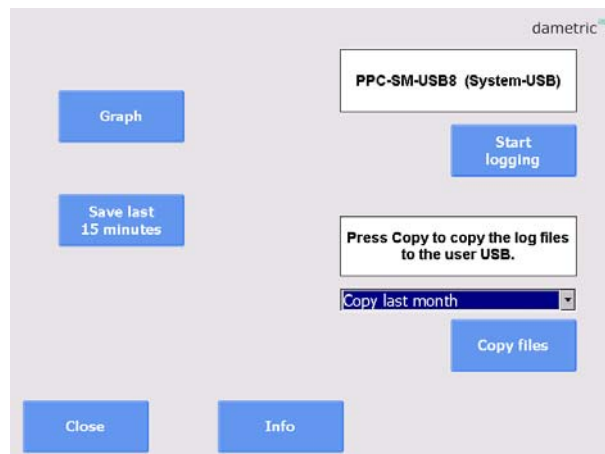 dametric
PPC-SM-USB8 (System-USB)
Graph
Start
logging
Save last
15 minutes
Press Copy to copy the log files
to the user USB.
Copy last month
Copy files
Close
Info